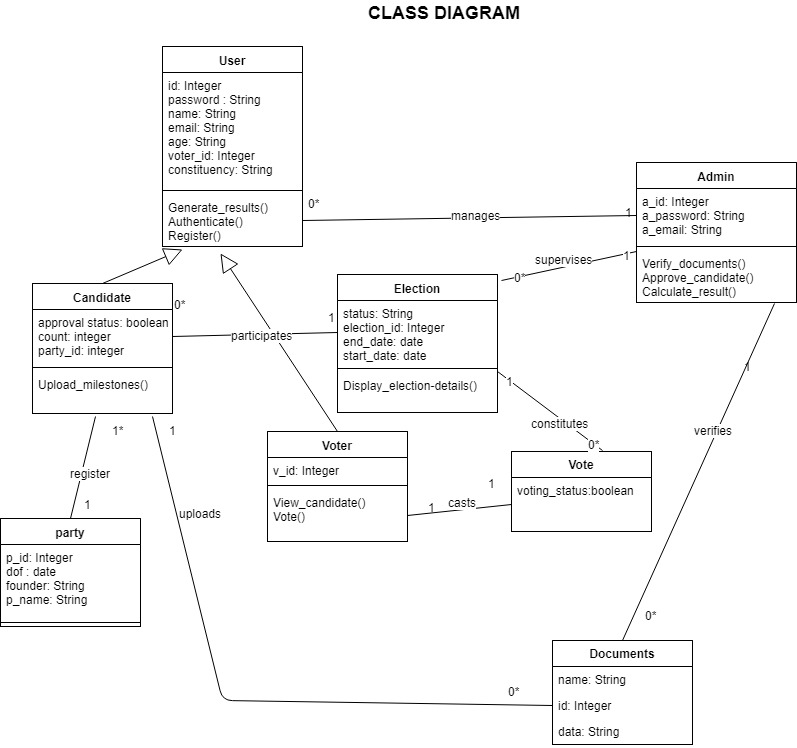 CLASS DIAGRAM
User
id: Integer
password : String
name: String
email: String
age: String
voter_id: Integer
constituency: String
Generate_results()
Authenticate()
Register()
0*
manages
1
Admin
a_id: Integer
a_password: String
a_email: String
Verify_documents()
Approve_candidate()
Calculate_result()
supervises
1
0*
Candidate
approval status: boolean
count: integer
party_id: integer
Upload_milestones()
0*
participates
1
Election
status: String
election_id: Integer
end_date: date
start_date: date
Display_election-details()
1
constitutes
0*
1
verifies
0*
1*
register
1
1
uploads
0*
Voter
v_id: Integer
View_candidate()
Vote()
1
casts
1
Vote
voting_status:boolean
party
p_id: Integer
dof : date
founder: String
p_name: String
Documents
name: String
id: Integer
data: String